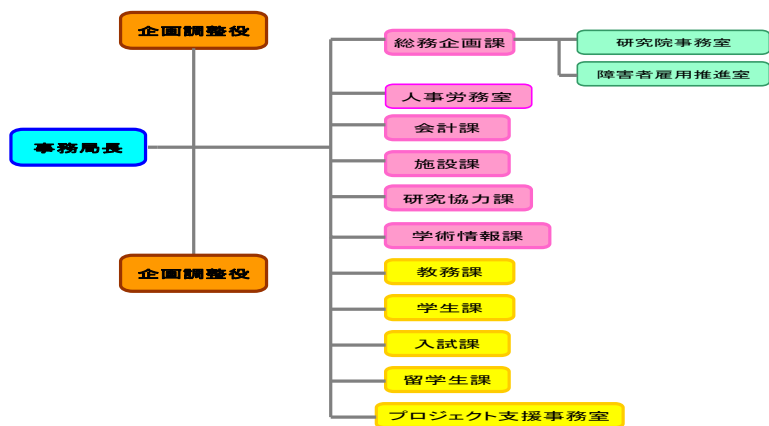 企画調整役
総務企画課
研究院事務室
障害者雇用推進室
人事労務室
会計課
事務局長
施設課
研究協力課
学術情報課
企画調整役
教務課
学生課
入試課
留学生課
プロジェクト支援事務室